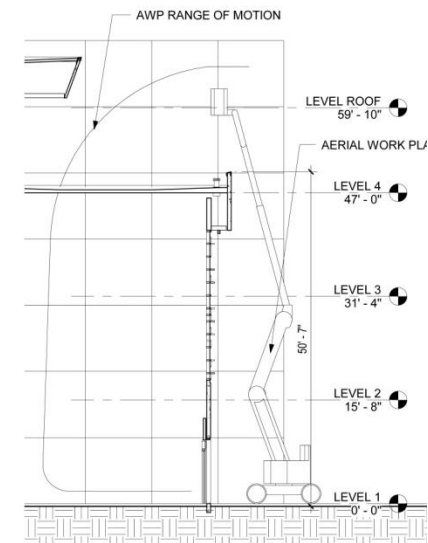 AWP RANGE OF MOTION
LEVEL ROOF
59' - 10"
AERIAL WORK PLA
LEVEL 4
47' - 0"
LEVEL 3
31' - 4"
50' - 7"
LEVEL 2
15' - 8"
LEVEL 1
0' - 0"